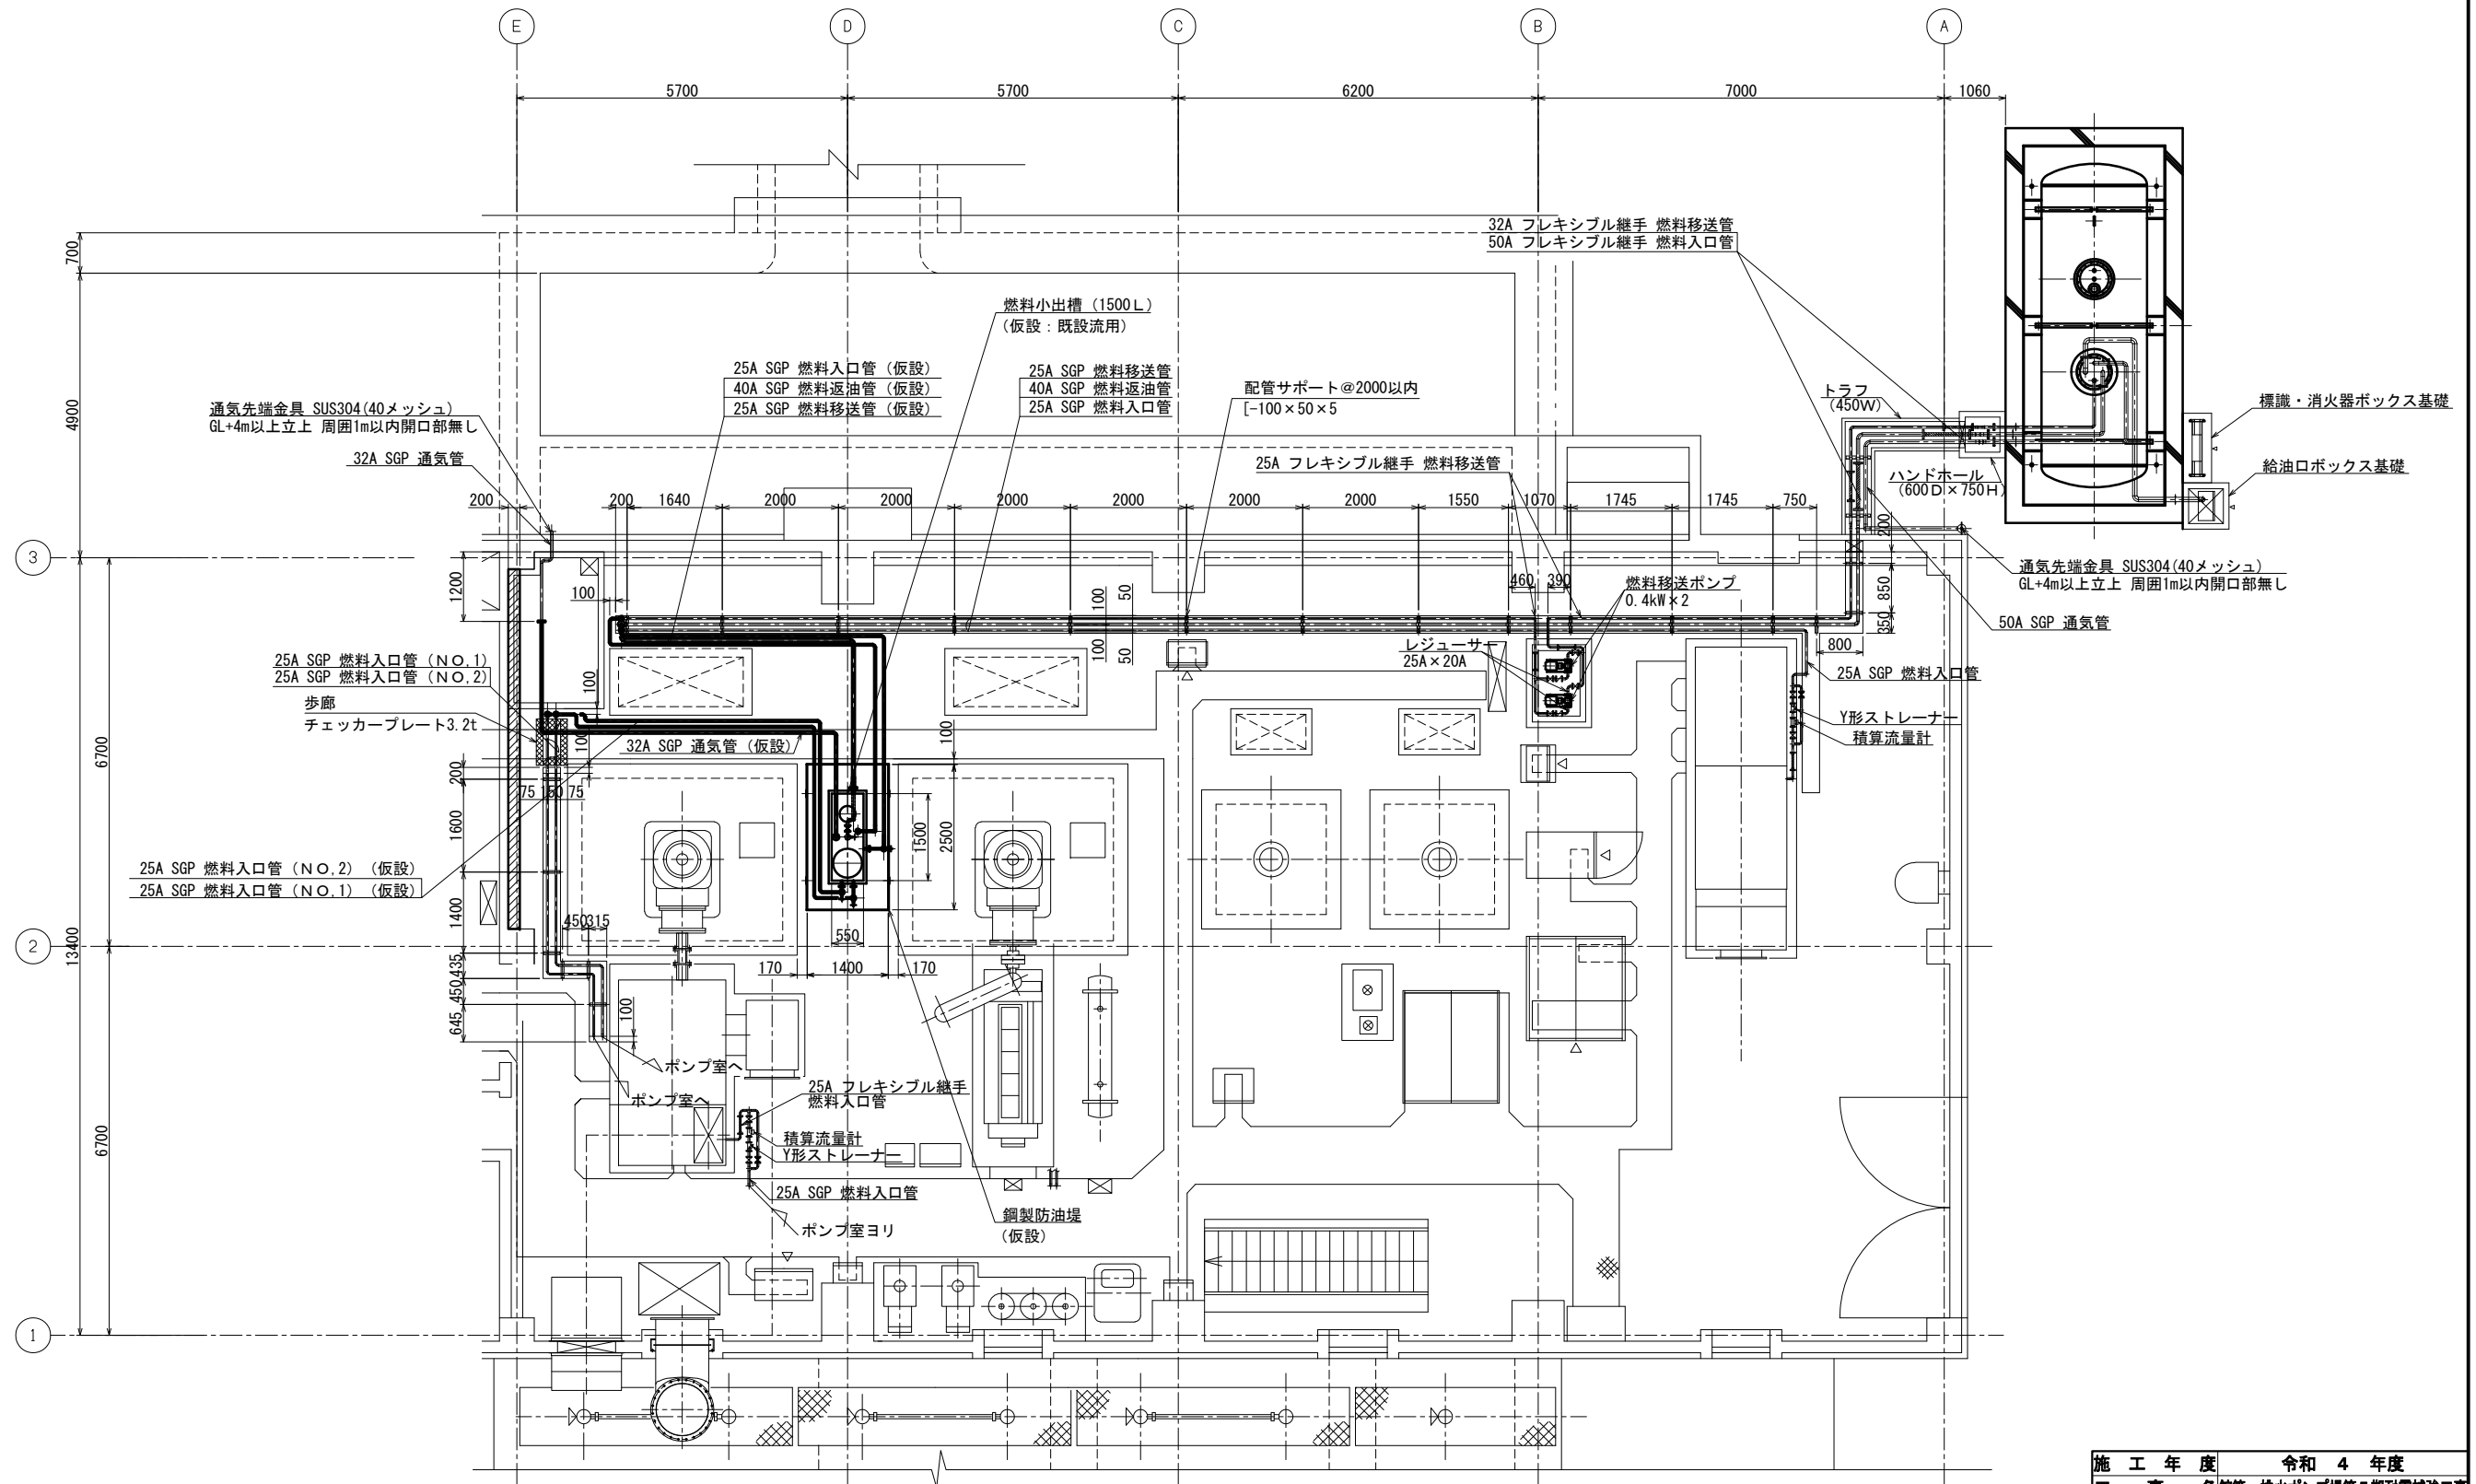 E
D
C
B
A
5700
5700
6200
7000
1060
32A フレキシブル継手 燃料移送管
50A フレキシブル継手 燃料入口管
700
4900
燃料小出槽（1500Ｌ）
（仮設：既設流用）
25A SGP 燃料入口管（仮設）
40A SGP 燃料返油管（仮設）
25A SGP 燃料移送管（仮設）
25A SGP 燃料移送管
40A SGP 燃料返油管
25A SGP 燃料入口管
配管サポート@2000以内
[-100×50×5
トラフ
（450W）
標識・消火器ボックス基礎
通気先端金具 SUS304(40メッシュ)
GL+4m以上立上 周囲1m以内開口部無し
32A SGP 通気管
25A フレキシブル継手 燃料移送管
ハンドホール
（600Ｄ×750Ｈ）
給油口ボックス基礎
200
200
1640
2000
2000
2000
2000
2000
2000
1550
1070
1745
1745
750
200
3
1200
100
100
50
100
50
460
390
燃料移送ポンプ
0.4kW×2
850
350
800
通気先端金具 SUS304(40メッシュ)
GL+4m以上立上 周囲1m以内開口部無し
50A SGP 通気管
レジューサー
25A×20A
25A SGP 燃料入口管
25A SGP 燃料入口管（ＮＯ,1）
25A SGP 燃料入口管（ＮＯ,2）
歩廊
チェッカープレート3.2t
100
100
100
32A SGP 通気管（仮設）
Y形ストレーナー
積算流量計
6700
13400
200
75 150 75
1600
1500
2500
25A SGP 燃料入口管（ＮＯ,2）（仮設）
25A SGP 燃料入口管（ＮＯ,1）（仮設）
1400
450
315
550
2
170
1400
170
435
450
645
100
ポンプ室へ
ポンプ室へ
25A フレキシブル継手
燃料入口管
6700
積算流量計
Y形ストレーナー
25A SGP 燃料入口管
ポンプ室ヨリ
鋼製防油堤
（仮設）
1
施 工 年 度
令和 4 年度